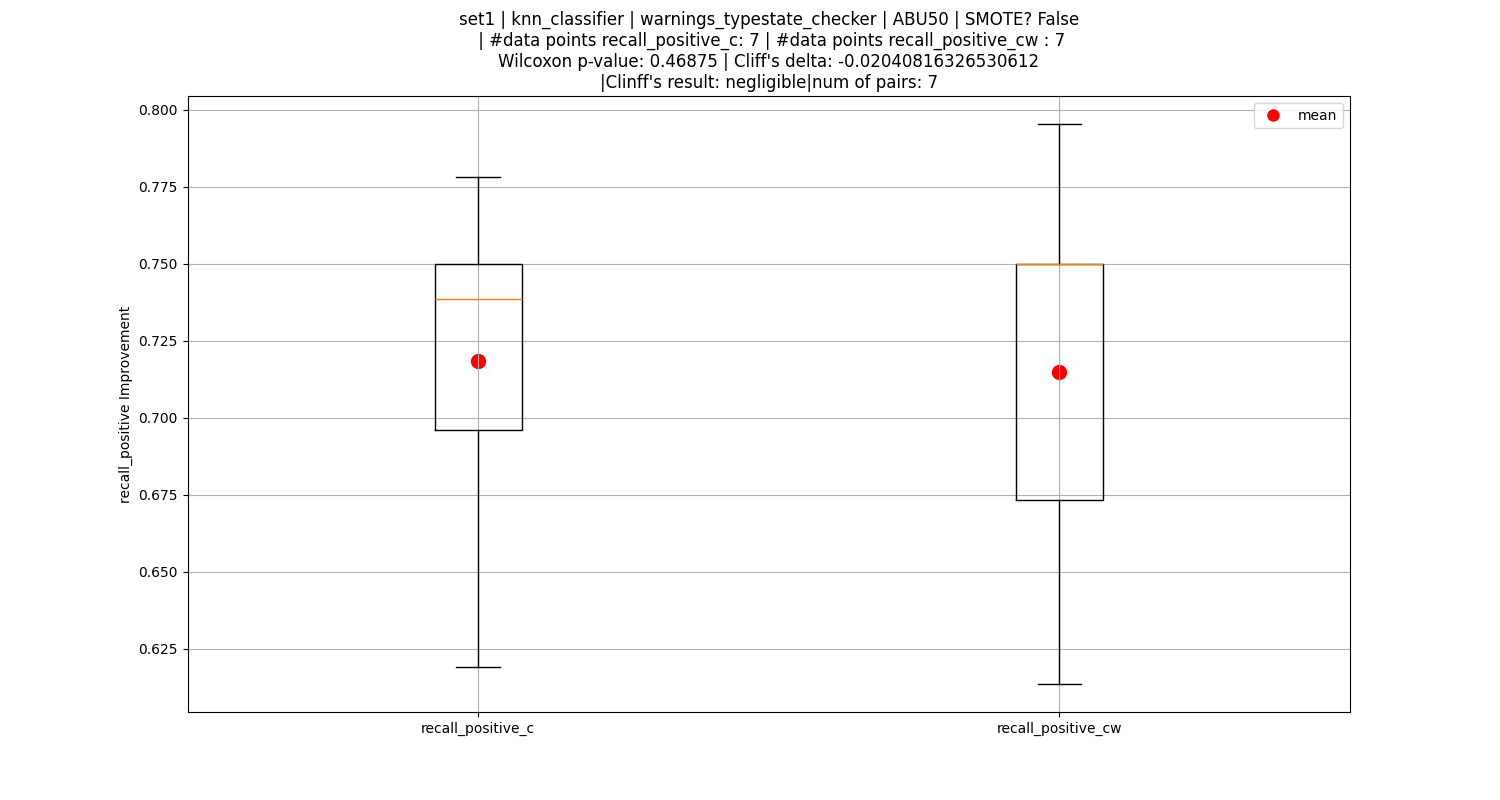 set1 | knn_classifier | warnings_typestate_checker | ABU50 | SMOTE? False
| #data points recall_positive_c: 7 | #data points recall_positive_cw : 7
Wilcoxon p-value: 0.46875 | Cliff's delta: -0.02040816326530612
|Clinff's result: negligible|num of pairs: 7
mean
0.800
0.775
0.750
0.725
0.700
0.675
0.650
0.625
recall_positive Improvement
recall_positive_c
recall_positive_cw